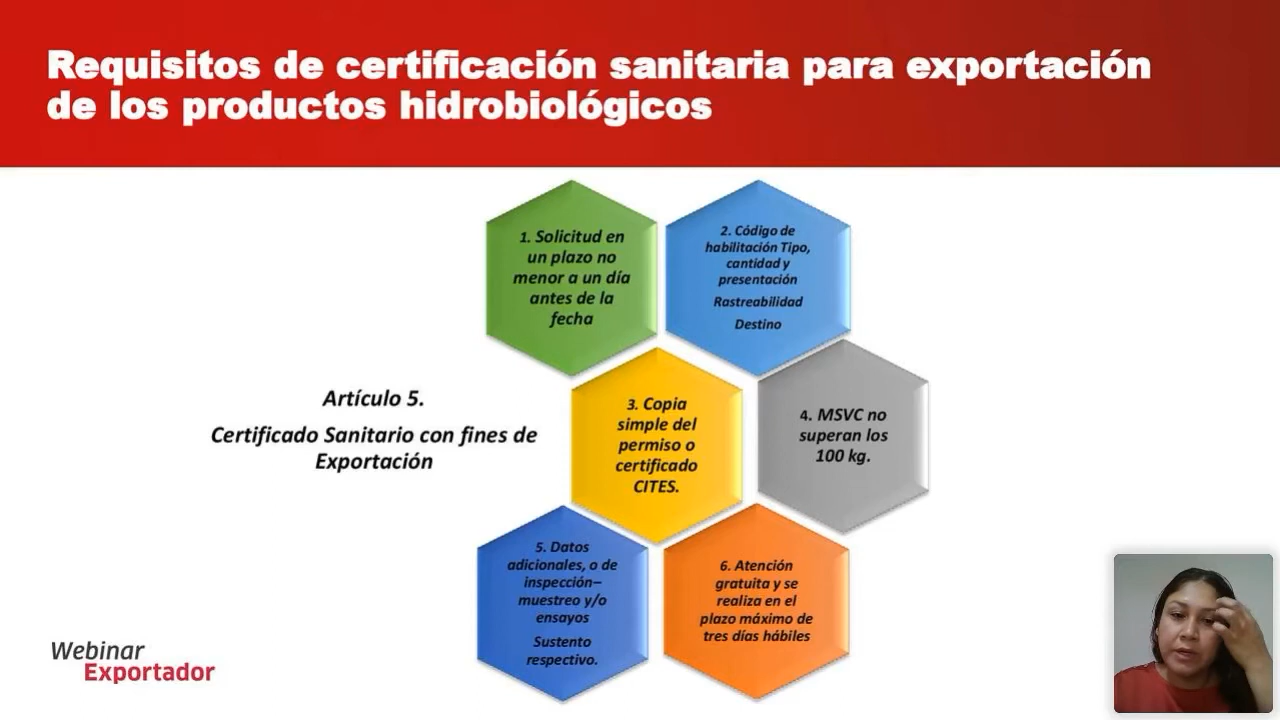 Requisitos de certificación sanitaria para exportación
de los productos hidrobiológicos
1. Solicitud en
un plazo no
menor a un día
antes de la
fecha
2. Código de
habilitación Tipo,
cantidad y
presentación
Rastreabilidad
Destino
Artículo 5.
Certificado Sanitario con fines de
Exportación
3. Copia
simple del
permiso o
certificado
CITES.
4. MSVC no
superan los
100 kg.
5. Datos
adicionales, o de
inspección–
muestreo y/o
ensayos
Sustento
respectivo.
6. Atención
gratuita y se
realiza en el
plazo máximo de
tres días hábiles
Webinar
Exportador